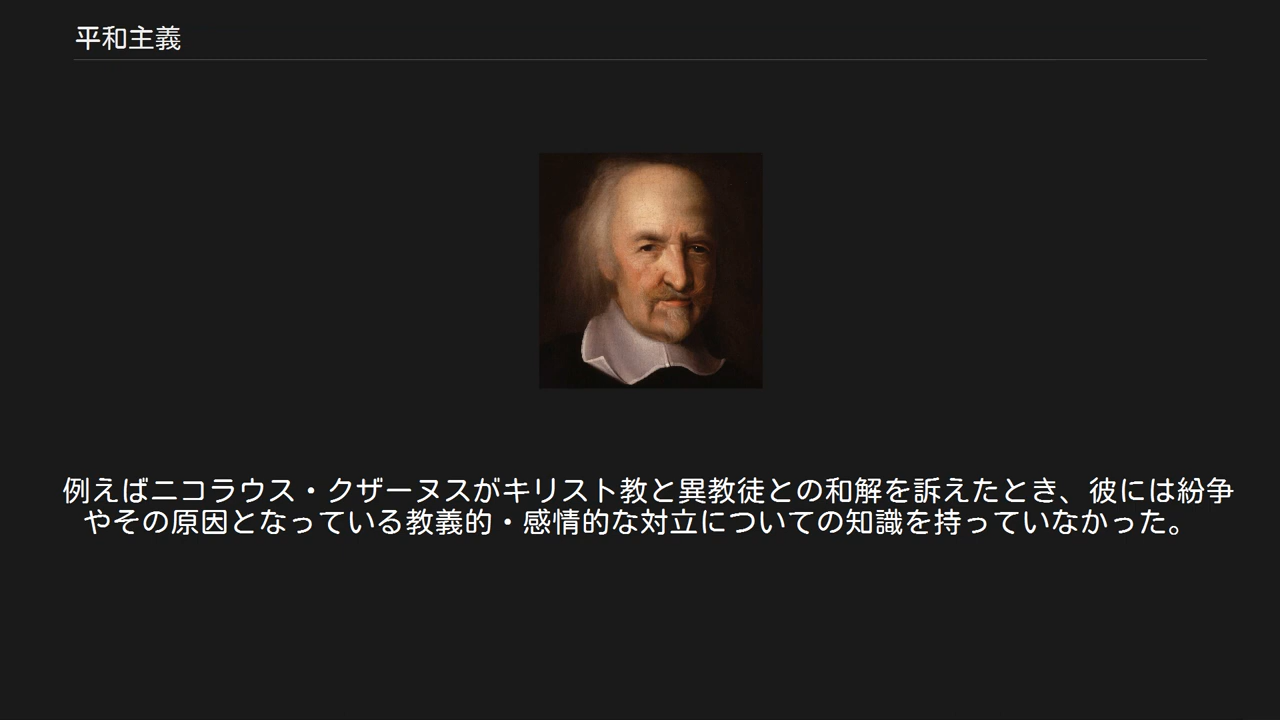 平和主義
例えばニコラウス・クザーヌスがキリスト教と異教徒との和解を訴えたとき、彼には紛争
やその原因となっている教義的・感情的な対立についての知識を持っていなかった。